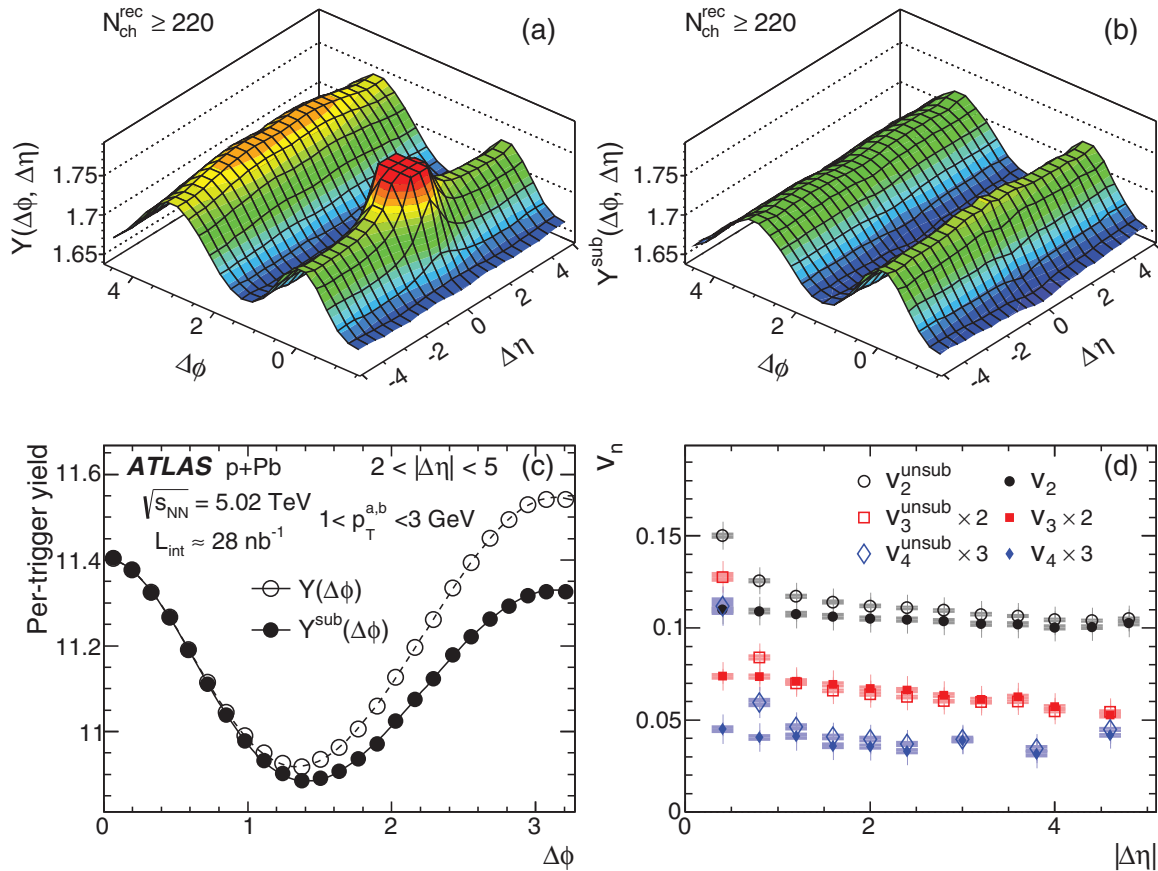 N_ch^rec ≥ 220 (a)
Y(Δϕ, Δη)
1.75
1.7
1.65
4 2 0
Δϕ
-4 -2 0 2 4
Δη
N_ch^rec ≥ 220 (b)
Y^sub(Δϕ, Δη)
1.75
1.7
1.65
4 2 0
Δϕ
-4 -2 0 2 4
Δη
Per-trigger yield
ATLAS p+Pb 2 < |Δη| < 5 (c)
√s_NN = 5.02 TeV
1< p_T^a,b <3 GeV
L_int ≈ 28 nb^-1
Y(Δϕ)
Y^sub(Δϕ)
11.6
11.4
11.2
11
0 1 2 3
Δϕ
v_n (d)
v_2^unsub v_2
v_3^unsub × 2 v_3 × 2
v_4^unsub × 3 v_4 × 3
0.15
0.1
0.05
0
0 2 4
|Δη|